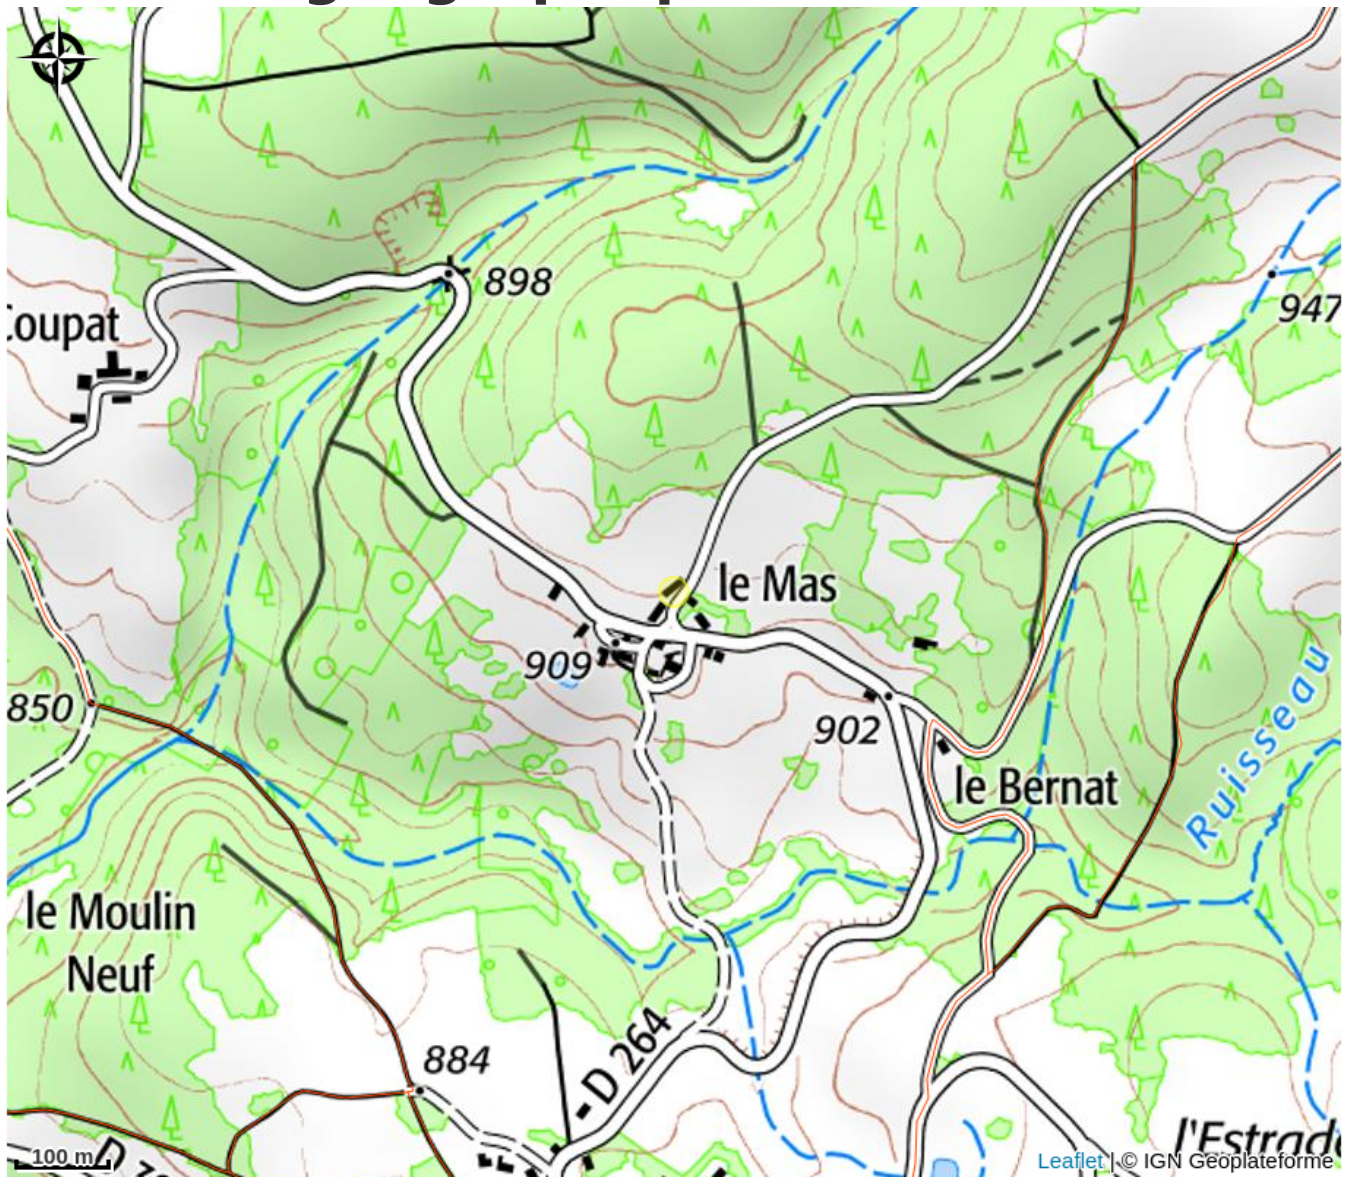 898
947
Coupat
le Mas
909
850
902
le Bernat
Ruisseau
le Moulin
Neuf
D 264
884
l'Estrade
100 m
Leaflet | © IGN Geoplateforme